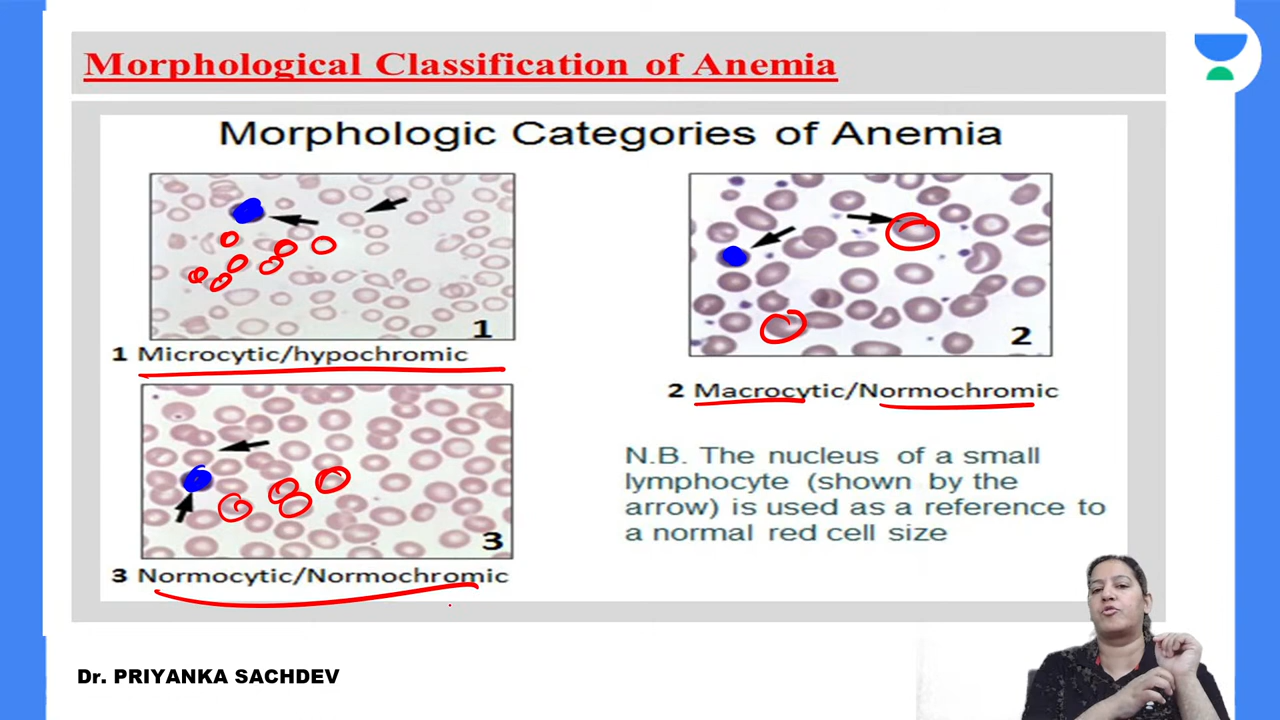 Morphological Classification of Anemia
Morphologic Categories of Anemia
1
1 Microcytic/hypochromic
2
2 Macrocytic/Normochromic
3
3 Normocytic/Normochromic
N.B. The nucleus of a small
lymphocyte (shown by the
arrow) is used as a reference to
a normal red cell size
Dr. PRIYANKA SACHDEV